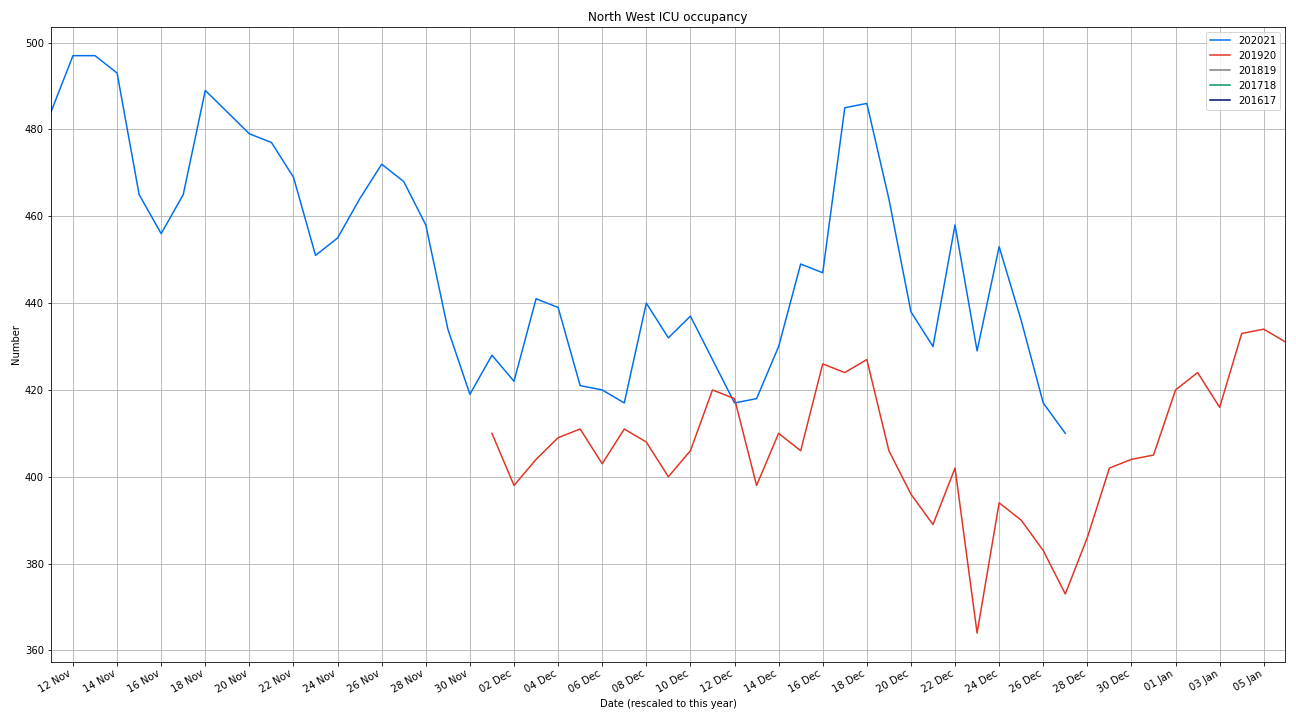 North West ICU occupancy
202021
201920
201819
201718
201617
Number
500
480
460
440
420
400
380
360
12 Nov
14 Nov
16 Nov
18 Nov
20 Nov
22 Nov
24 Nov
26 Nov
28 Nov
30 Nov
02 Dec
04 Dec
06 Dec
08 Dec
10 Dec
12 Dec
14 Dec
16 Dec
18 Dec
20 Dec
22 Dec
24 Dec
26 Dec
28 Dec
30 Dec
01 Jan
03 Jan
05 Jan
Date (rescaled to this year)